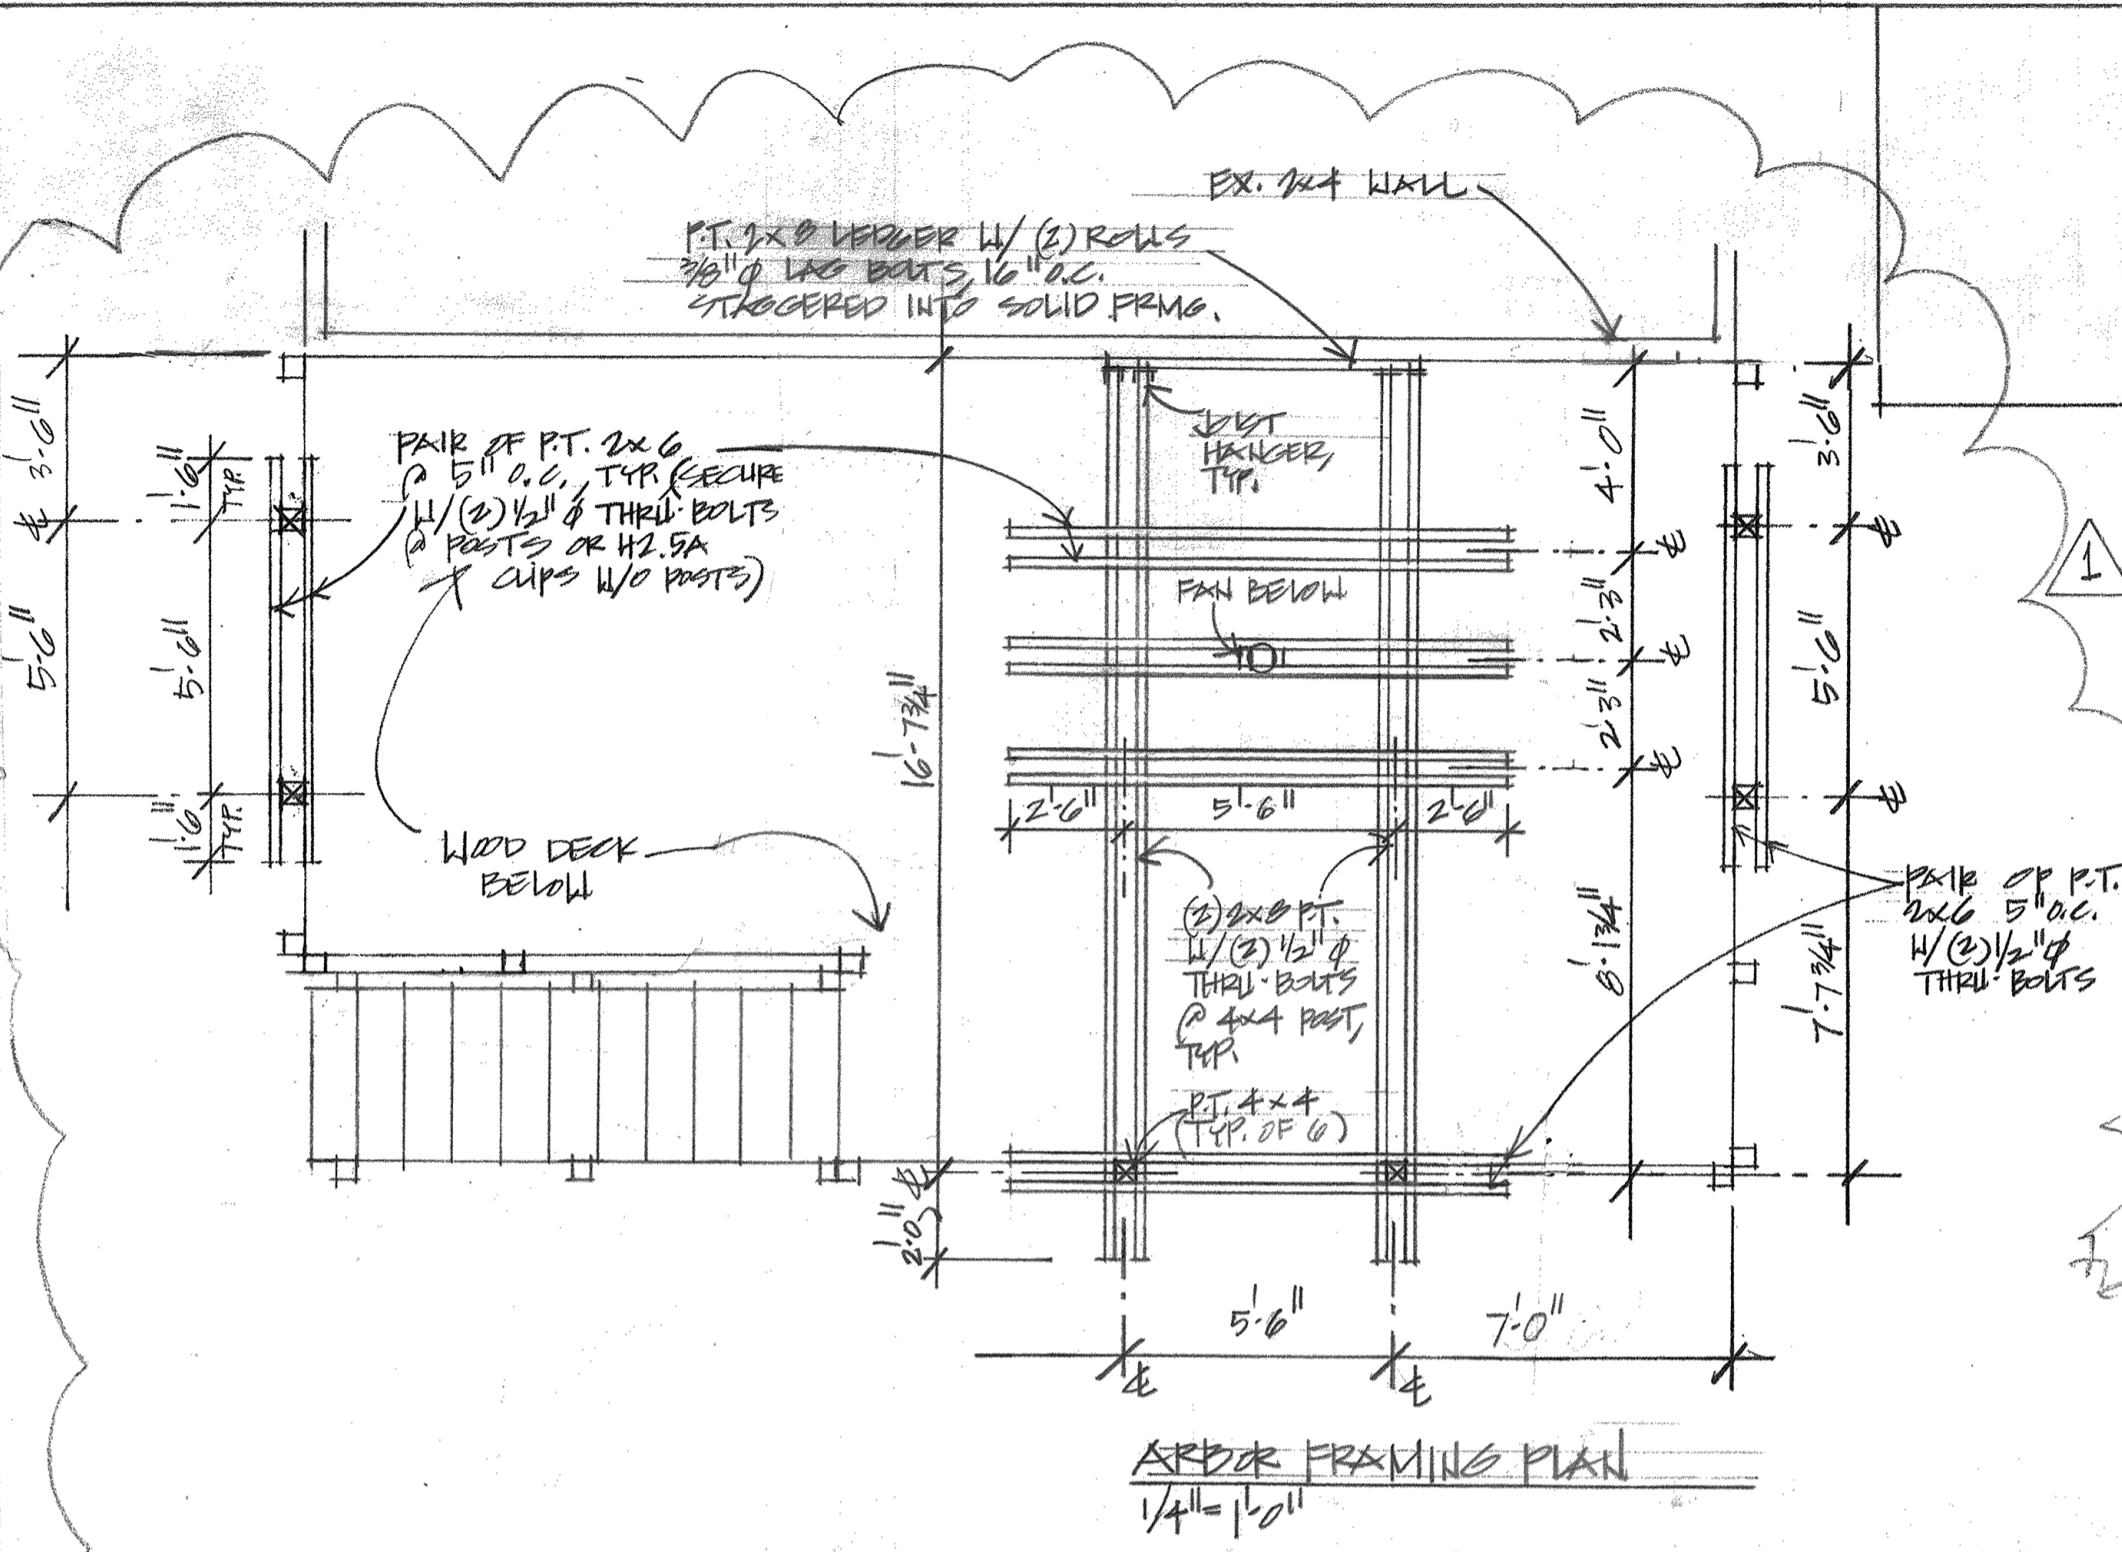 EX. 2x4 WALL
P.T. 2x8 LEDGER W/ (2) ROWS
3/8"ϕ LAG BOLTS, 16" O.C.
STAGGERED INTO SOLID FRMG.
PAIR OF P.T. 2x6
@ 5" O.C., TYP. (SECURE
W/(2) 1/2"ϕ THRU-BOLTS
@ POSTS OR H2.5A
CLIPS W/O POSTS)
JOIST
HANGER,
TYP.
FAN BELOW
WOOD DECK
BELOW
3'-6"
℄
5'-6"
1'-6"
TYP.
5'-6"
1'-6"
TYP.
16'-7 3/4"
2'-0"
℄
4'-0"
℄
2'-3"
℄
2'-3"
℄
8'-1 3/4"
3'-6"
℄
5'-6"
℄
7'-7 3/4"
1
2'-6"
5'-6"
2'-6"
(2) 2x8 P.T.
W/(2) 1/2"ϕ
THRU-BOLTS
@ 4x4 POST,
TYP.
P.T. 4x4
(TYP. OF 6)
PAIR OF P.T.
2x6 5" O.C.
W/(2) 1/2"ϕ
THRU-BOLTS
5'-6"
7'-0"
℄
℄
ARBOR FRAMING PLAN
1/4"=1'-0"